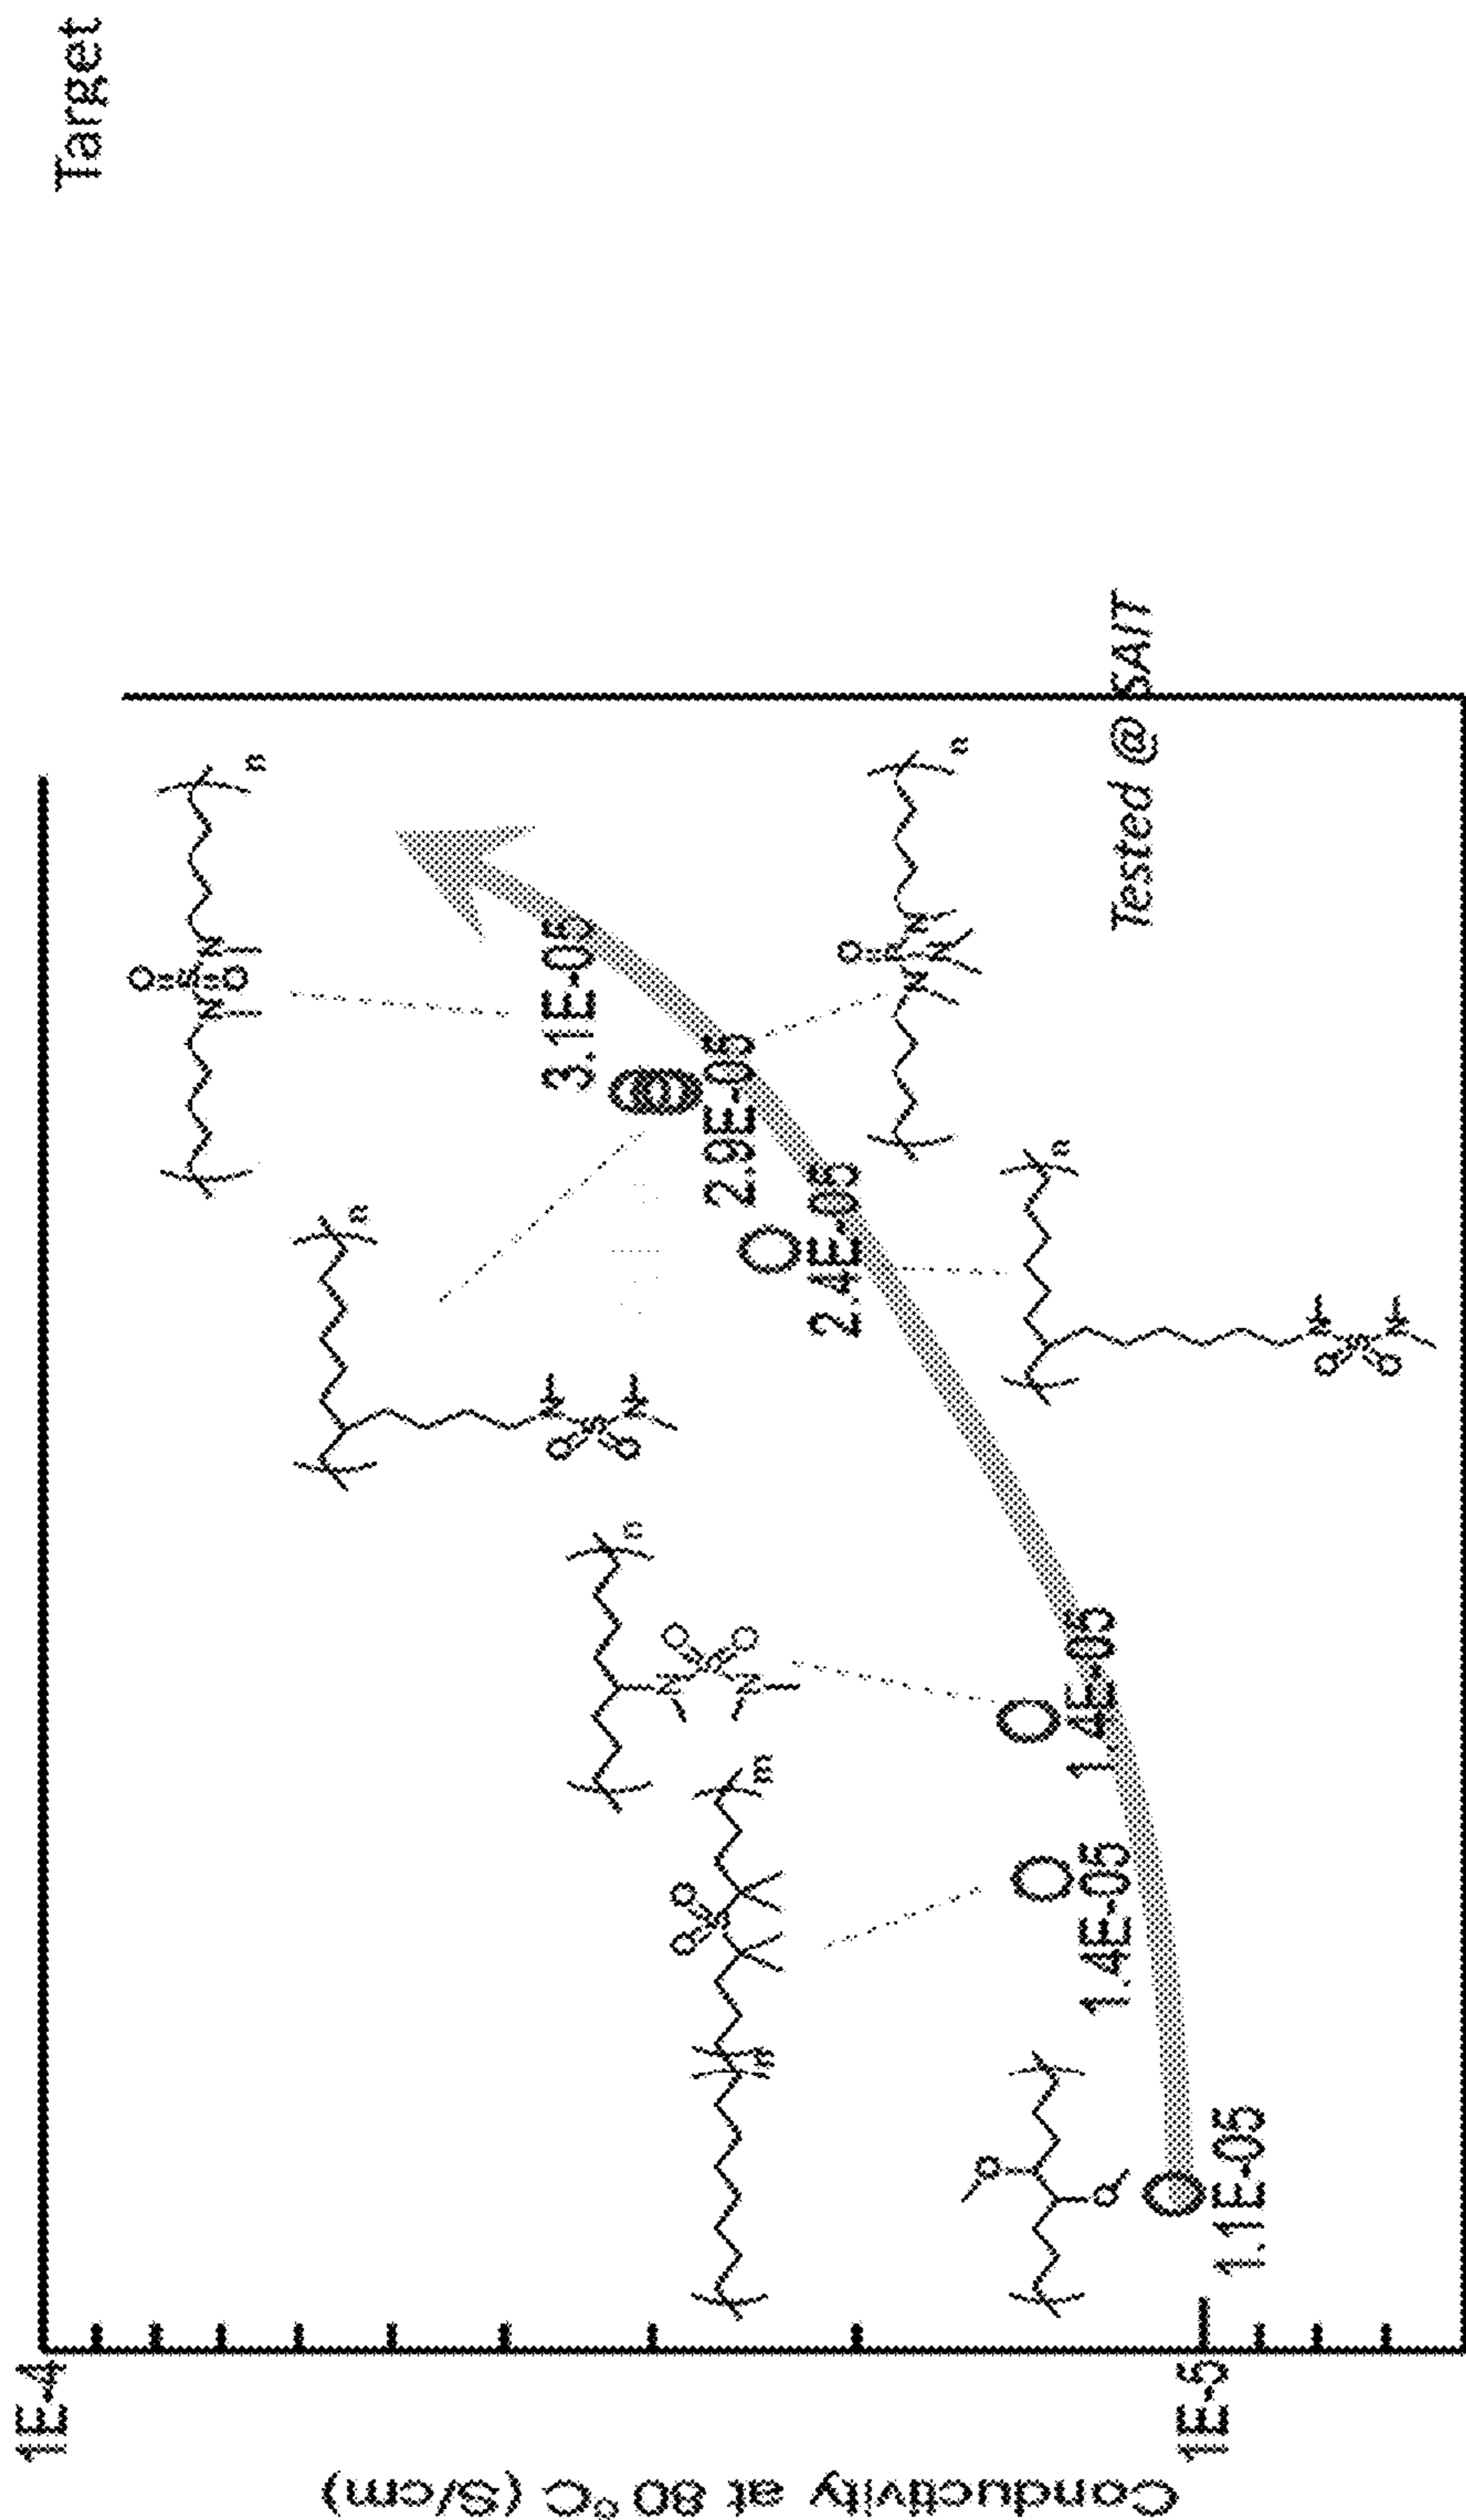 Target
1E-4
Conductivity at 80°C (S/cm)
1E-5
O
S
O
N
N
n
n
N
O
S
O
N
3.1E-05
2.9E-05
2.4E-05
n
N
O
S
O
N
O
O
S
n
m
1.4E-05
1.4E-05
O
O
1.1E-05
O
N
N
N
n
n
N
O
S
O
N
Tested @ SAIT